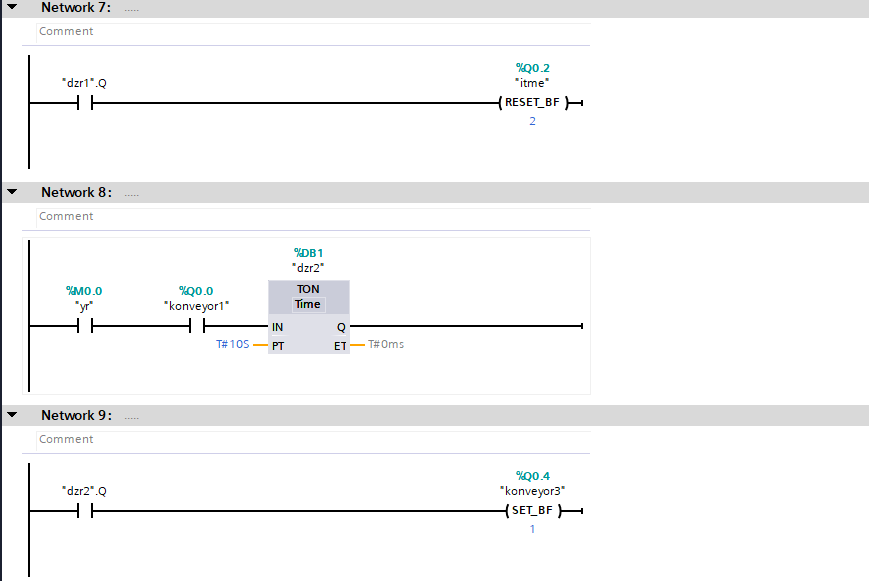 Network 7: .....
Comment
%Q0.2
"dzr1".Q
"itme"
RESET_BF
2
Network 8: .....
Comment
%DB1
"dzr2"
%M0.0
%Q0.0
TON
"yr"
"konveyor1"
Time
IN
Q
T#10S
PT
ET
T#0ms
Network 9: .....
Comment
%Q0.4
"dzr2".Q
"konveyor3"
SET_BF
1